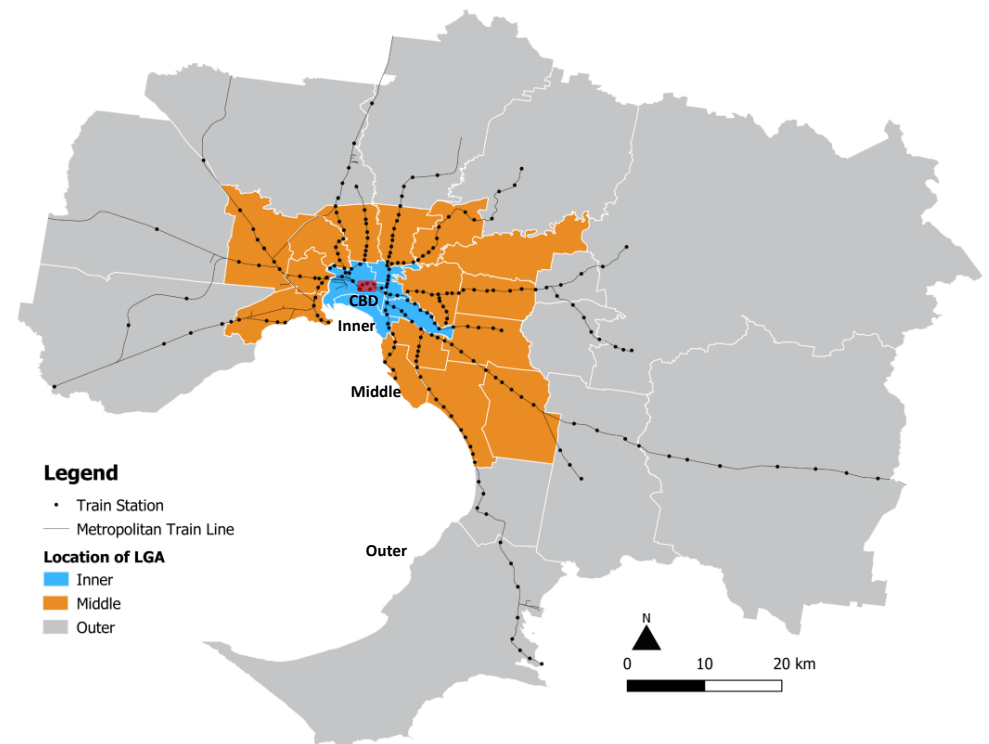 CBD
Inner
Middle
Outer
Legend
Train Station
Metropolitan Train Line
Location of LGA
Inner
Middle
Outer
N
0 10 20 km